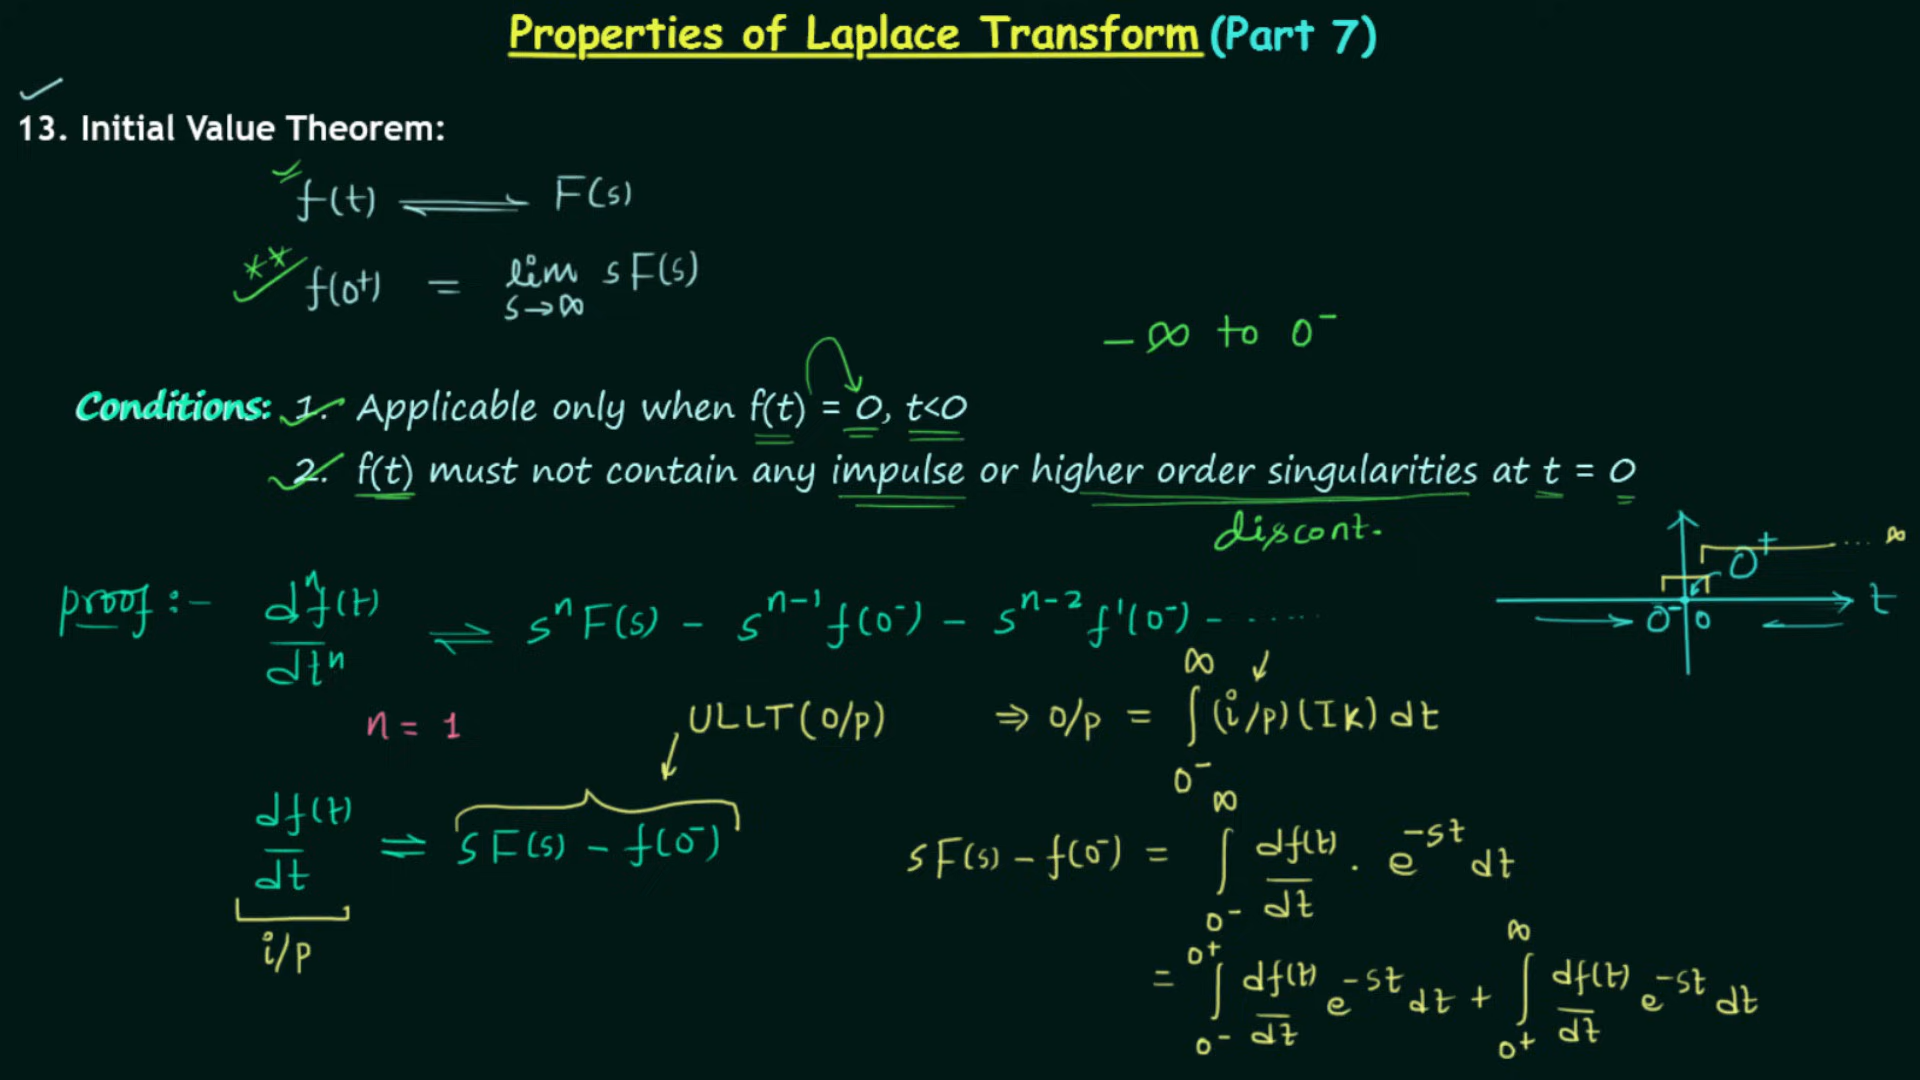 Properties of Laplace Transform (Part 7)
13. Initial Value Theorem:
f(t) ⇌ F(s)
** f(0⁺) = lim s→∞ sF(s)
-∞ to 0⁻
Conditions: 1. Applicable only when f(t) = 0, t<0
2. f(t) must not contain any impulse or higher order singularities at t = 0
discont.
0⁺ ... ∞
0⁻ 0 t
proof :- dⁿf(t)/dtⁿ ⇌ sⁿF(s) - sⁿ⁻¹f(0⁻) - sⁿ⁻²f'(0⁻) - ......
n = 1
ULLT(O/P)
⇒ O/P = ∫₀₋^∞ (i/p)(IK)dt
df(t)/dt ⇌ sF(s) - f(0⁻)
i/p
sF(s) - f(0⁻) = ∫₀₋^∞ df(t)/dt · e^-st dt
= ∫₀₋^0⁺ df(t)/dt e^-st dt + ∫₀₊^∞ df(t)/dt e^-st dt